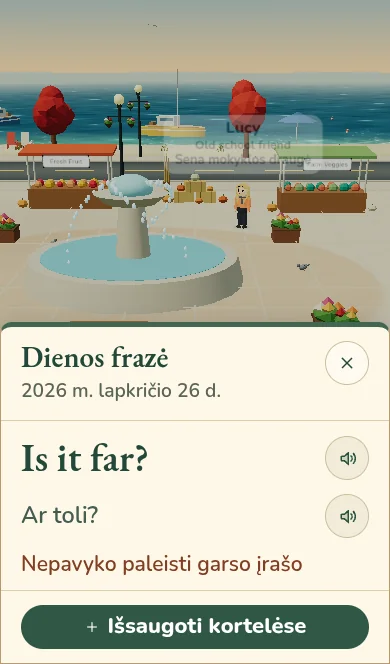 Lucy
Old school friend
Sena mokyklos draugė
Fresh Fruit
Farm Veggies
Dienos frazė
2026 m. lapkričio 26 d.
Is it far?
Ar toli?
Nepavyko paleisti garso įrašo
+ Išsaugoti kortelėse